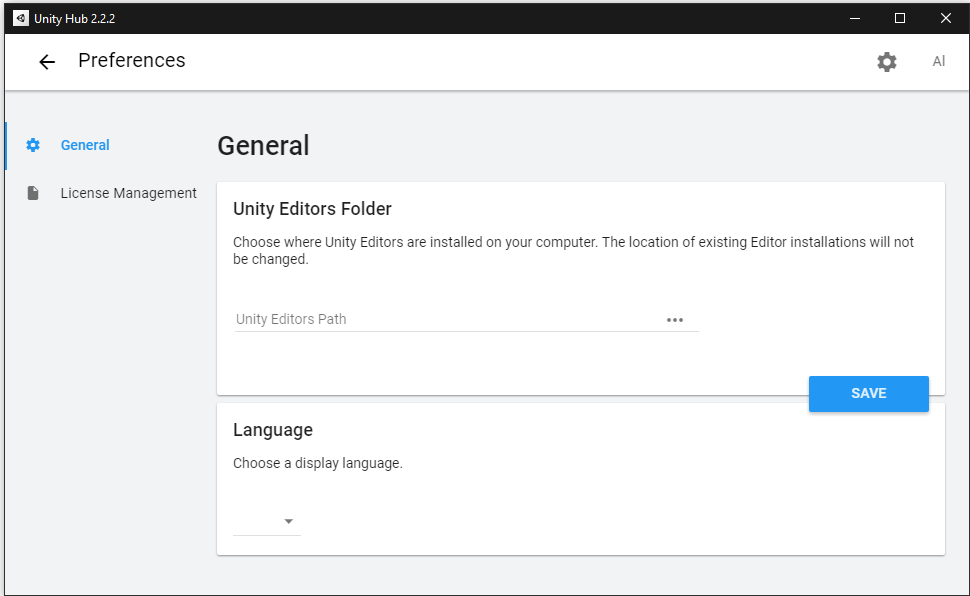 Unity Hub 2.2.2
Preferences
Al
General
License Management
General
Unity Editors Folder
Choose where Unity Editors are installed on your computer. The location of existing Editor installations will not
be changed.
Unity Editors Path
SAVE
Language
Choose a display language.